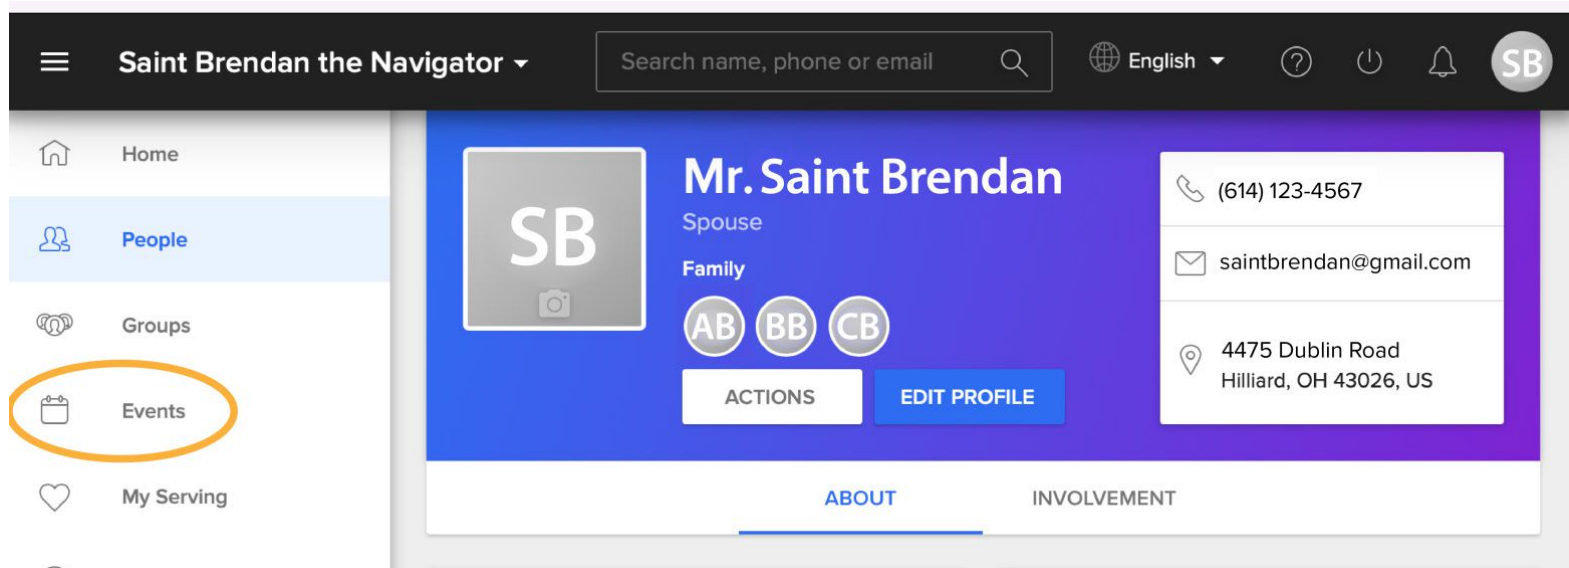 Saint Brendan the Navigator
Search name, phone or email
English
?
SB
Home
People
Groups
Events
My Serving
SB
Mr. Saint Brendan
Spouse
Family
AB BB CB
ACTIONS
EDIT PROFILE
(614) 123-4567
saintbrendan@gmail.com
4475 Dublin Road
Hilliard, OH 43026, US
ABOUT
INVOLVEMENT